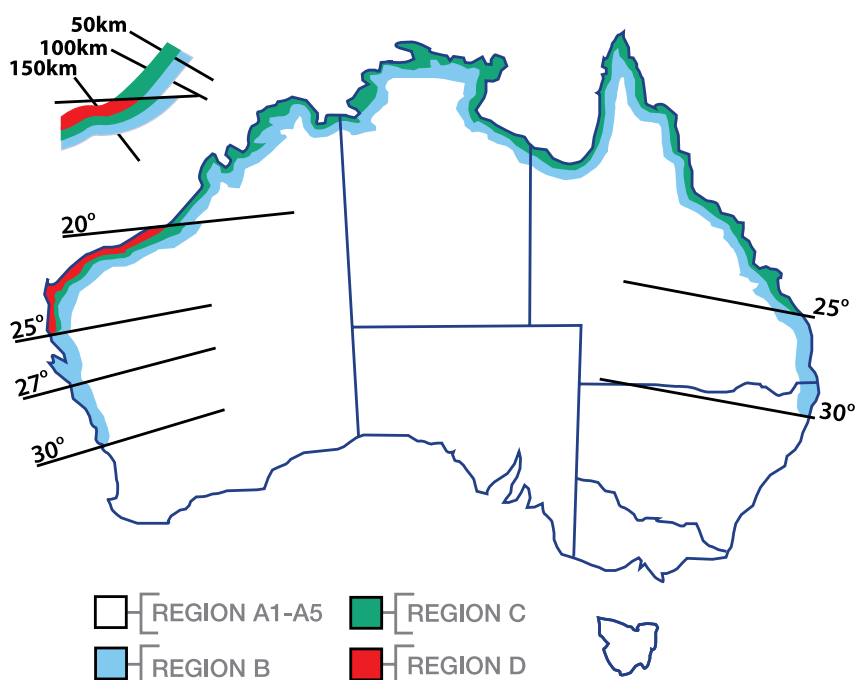 50km
100km
150km
20°
25°
25°
27°
30°
30°
REGION A1-A5
REGION C
REGION B
REGION D